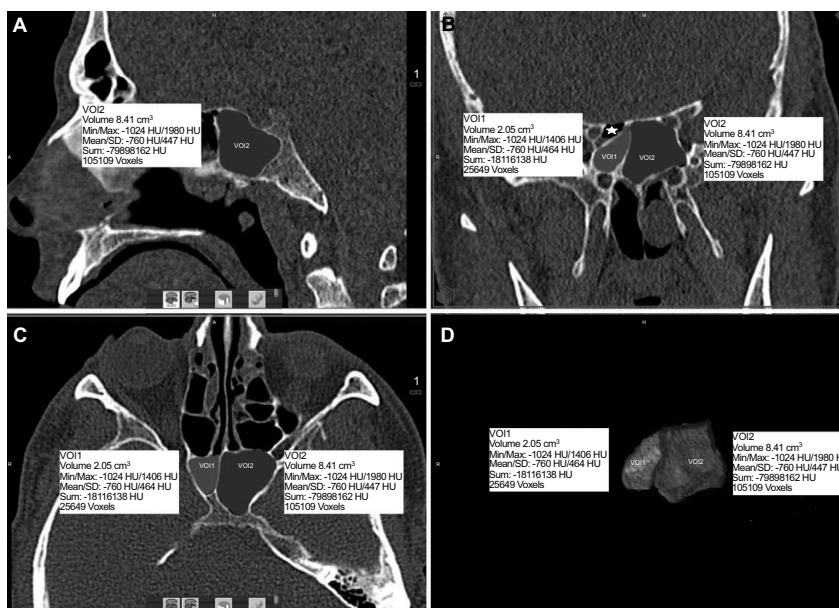 A
H
VOI2
Volume 8.41 cm³
Min/Max: -1024 HU/1980 HU
Mean/SD: -760 HU/447 HU
Sum: -79898162 HU
105109 Voxels
VOI2
A
1
B
H
VOI1
Volume 2.05 cm³
Min/Max: -1024 HU/1406 HU
Mean/SD: -760 HU/464 HU
Sum: -18116138 HU
25649 Voxels
VOI1
VOI2
VOI2
Volume 8.41 cm³
Min/Max: -1024 HU/1980 HU
Mean/SD: -760 HU/447 HU
Sum: -79898162 HU
105109 Voxels
R
C
A
1
VOI1
Volume 2.05 cm³
Min/Max: -1024 HU/1406 HU
Mean/SD: -760 HU/464 HU
Sum: -18116138 HU
25649 Voxels
VOI1
VOI2
VOI2
Volume 8.41 cm³
Min/Max: -1024 HU/1980 HU
Mean/SD: -760 HU/447 HU
Sum: -79898162 HU
105109 Voxels
R
D
H
VOI1
Volume 2.05 cm³
Min/Max: -1024 HU/1406 HU
Mean/SD: -760 HU/464 HU
Sum: -18116138 HU
25649 Voxels
VOI1
VOI2
VOI2
Volume 8.41 cm³
Min/Max: -1024 HU/1980 H
Mean/SD: -760 HU/447 HU
Sum: -79898162 HU
105109 Voxels
R